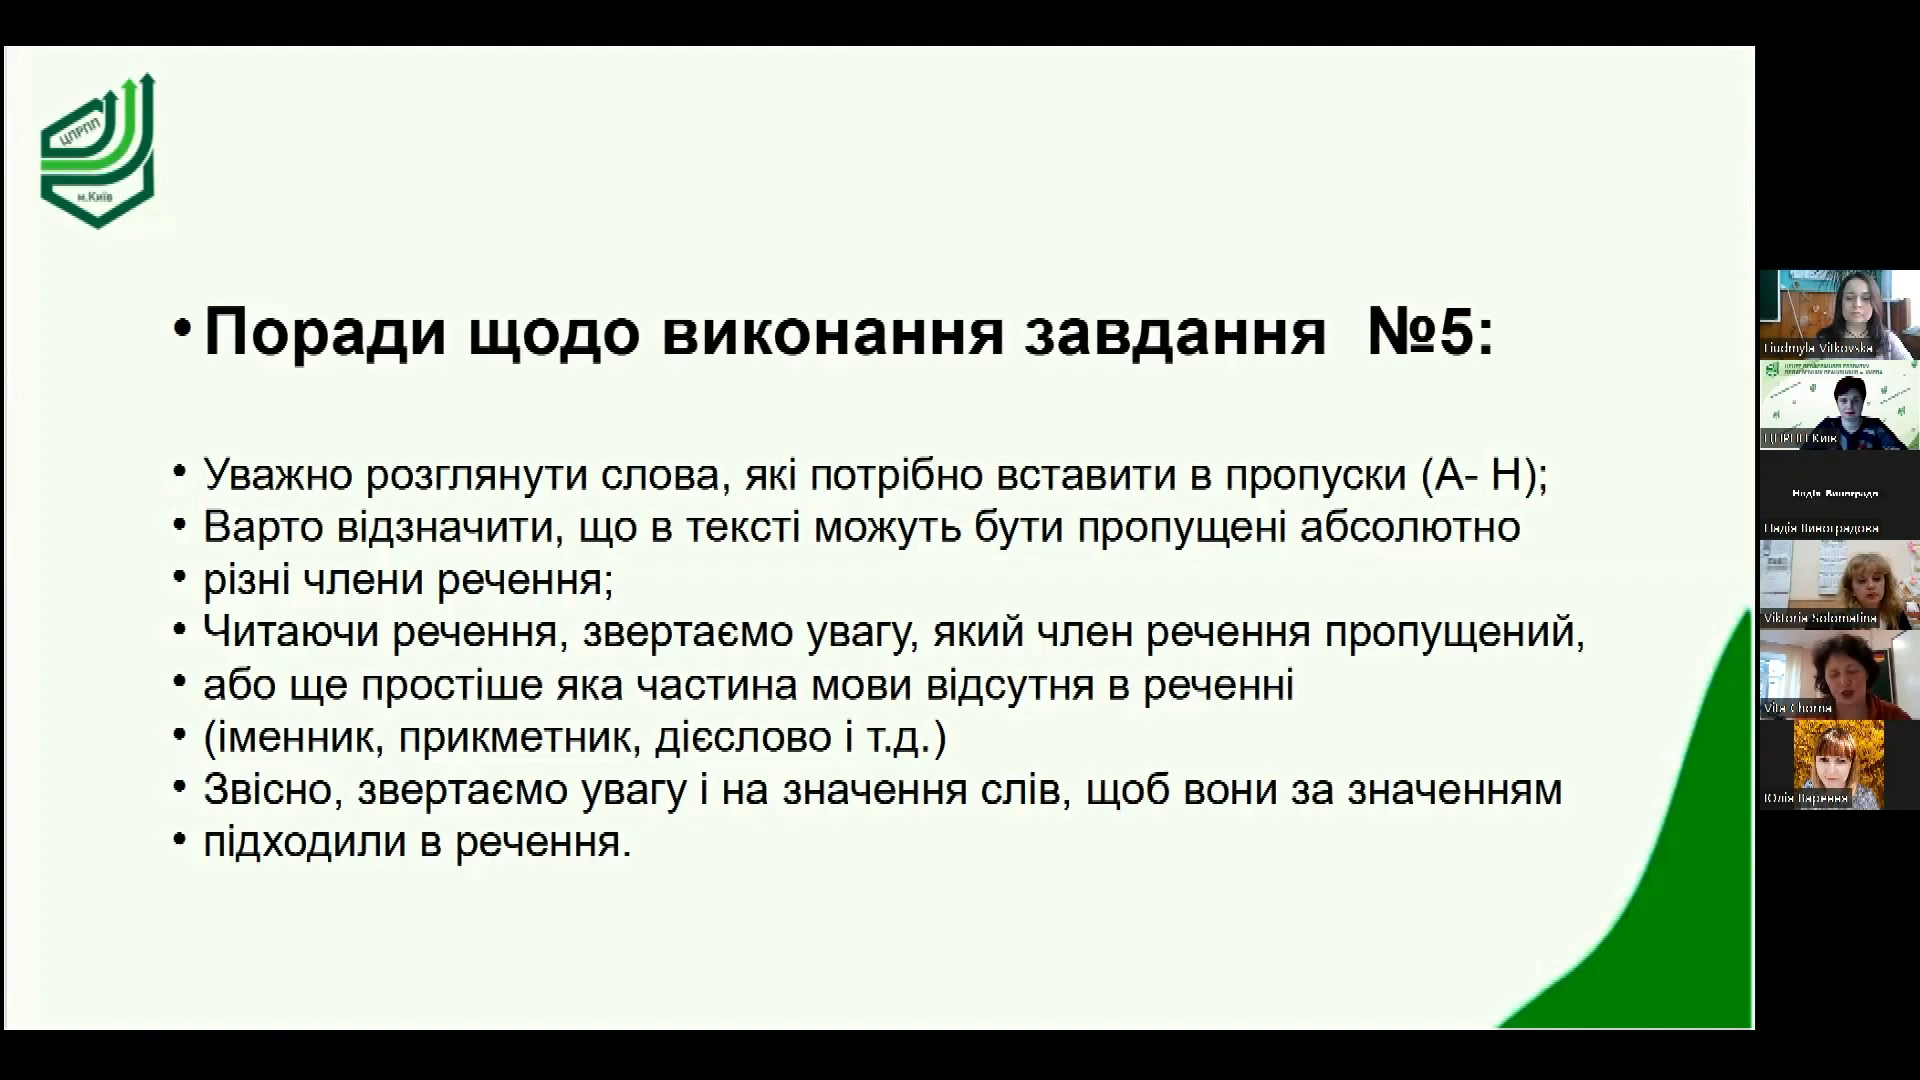 ЦПРПП
м.Київ
• Поради щодо виконання завдання №5:
• Уважно розглянути слова, які потрібно вставити в пропуски (A- H);
• Варто відзначити, що в тексті можуть бути пропущені абсолютно
• різні члени речення;
• Читаючи речення, звертаємо увагу, який член речення пропущений,
• або ще простіше яка частина мови відсутня в реченні
• (іменник, прикметник, дієслово і т.д.)
• Звісно, звертаємо увагу і на значення слів, щоб вони за значенням
• підходили в речення.
Liudmyla Vitkovska
ЦПРПП Київ
Надія Виноградова
Viktoria Solomatina
Vita Chorna
Юлія